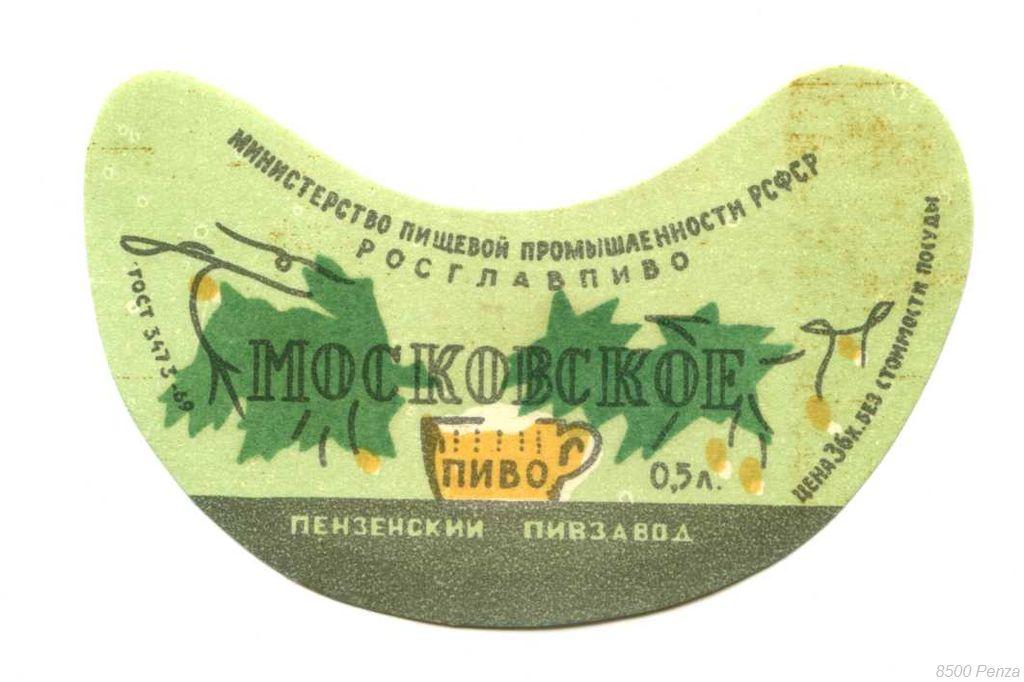 МИНИСТЕРСТВО ПИЩЕВОЙ ПРОМЫШЛЕННОСТИ РСФСР
РОСГЛАВПИВО
ГОСТ 3473-69
МОСКОВСКОЕ
ПИВО
0,5 л.
ЦЕНА 36к. БЕЗ СТОИМОСТИ ПОСУДЫ
ПЕНЗЕНСКИЙ ПИВЗАВОД
8500 Penza